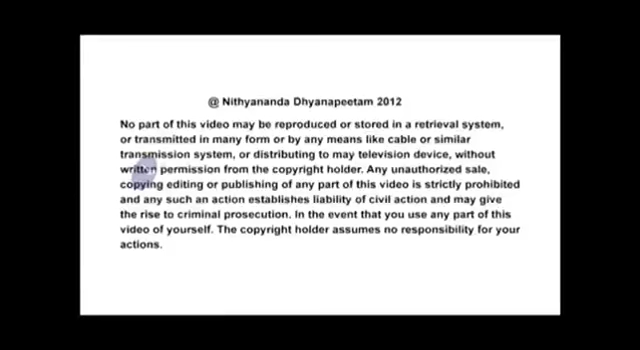 @ Nithyananda Dhyanapeetam 2012
No part of this video may be reproduced or stored in a retrieval system,
or transmitted in many form or by any means like cable or similar
transmission system, or distributing to may television device, without
written permission from the copyright holder. Any unauthorized sale,
copying editing or publishing of any part of this video is strictly prohibited
and any such an action establishes liability of civil action and may give
the rise to criminal prosecution. In the event that you use any part of this
video of yourself. The copyright holder assumes no responsibility for your
actions.